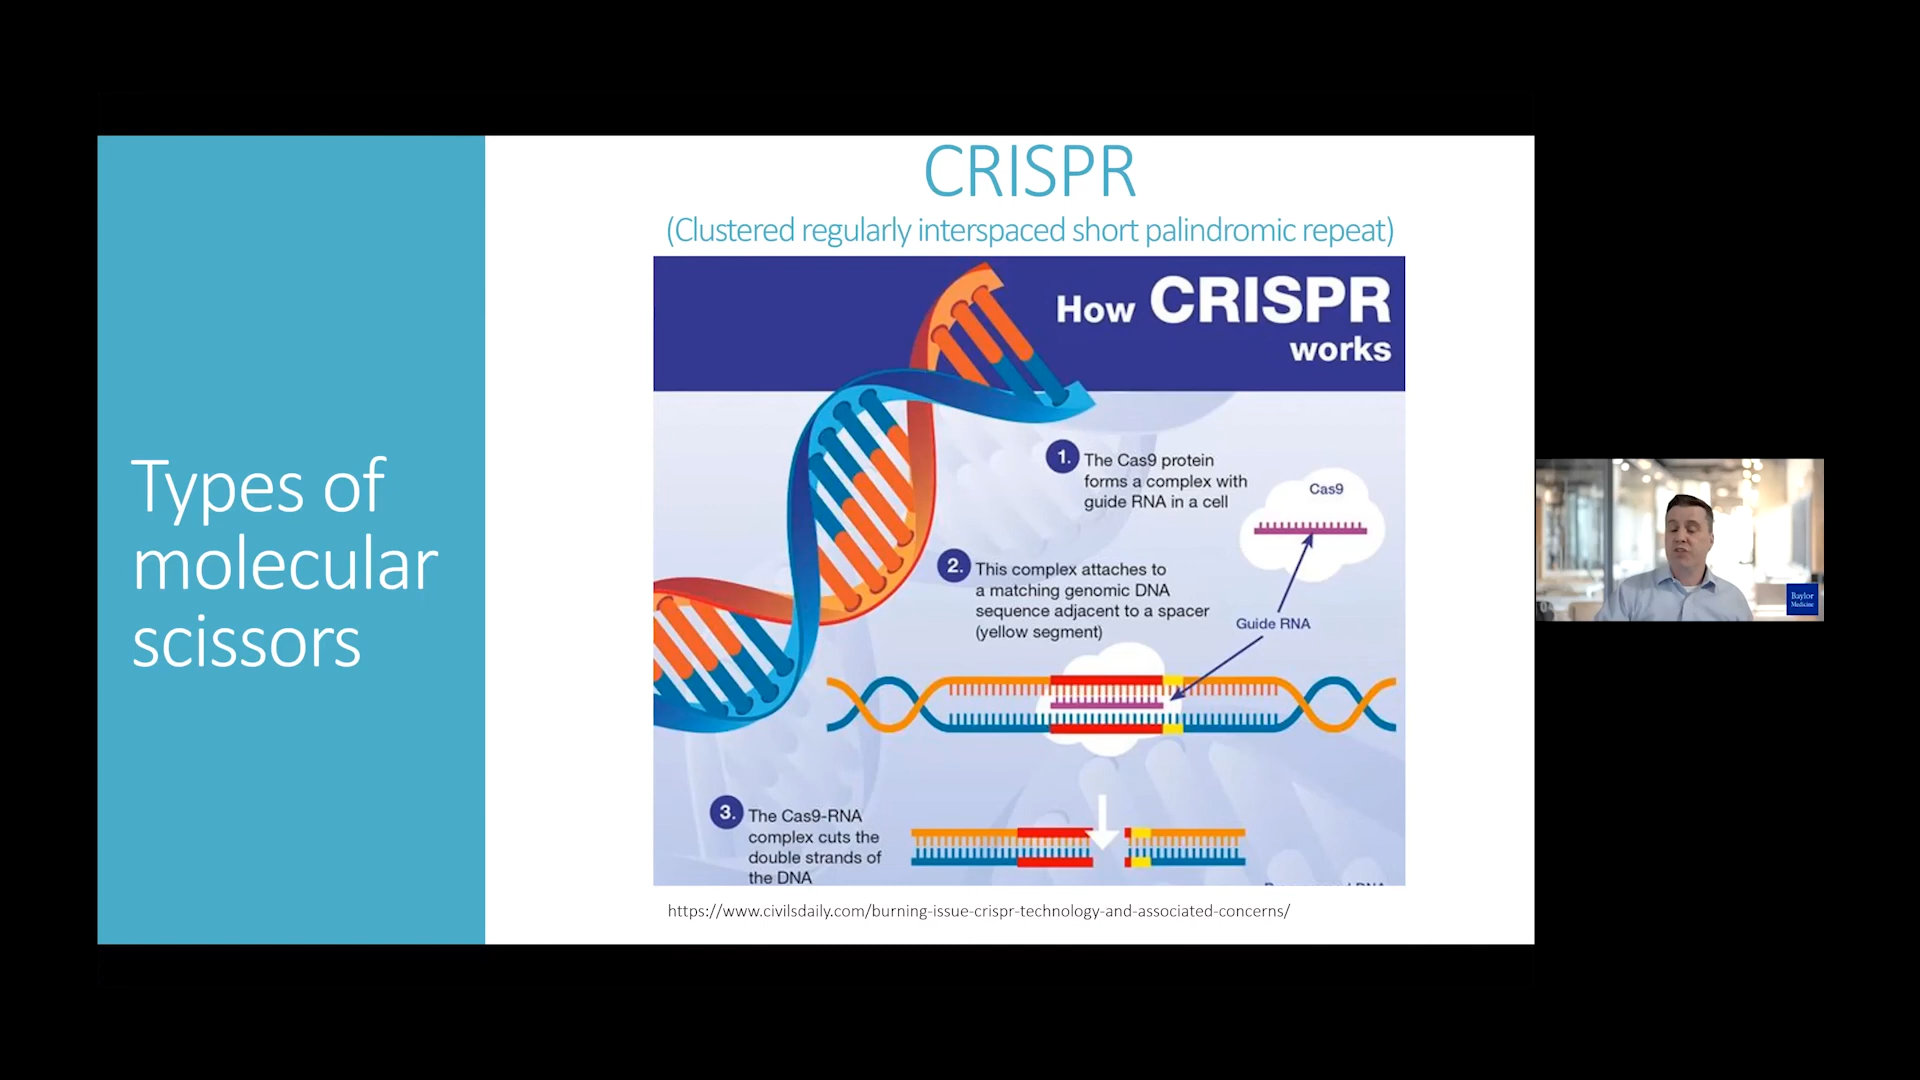 Types of
molecular
scissors
CRISPR
(Clustered regularly interspaced short palindromic repeat)
How CRISPR
works
1. The Cas9 protein
forms a complex with
guide RNA in a cell
Cas9
2. This complex attaches to
a matching genomic DNA
sequence adjacent to a spacer
(yellow segment)
Guide RNA
3. The Cas9-RNA
complex cuts the
double strands of
the DNA
https://www.civilsdaily.com/burning-issue-crispr-technology-and-associated-concerns/
Baylor
Medicine